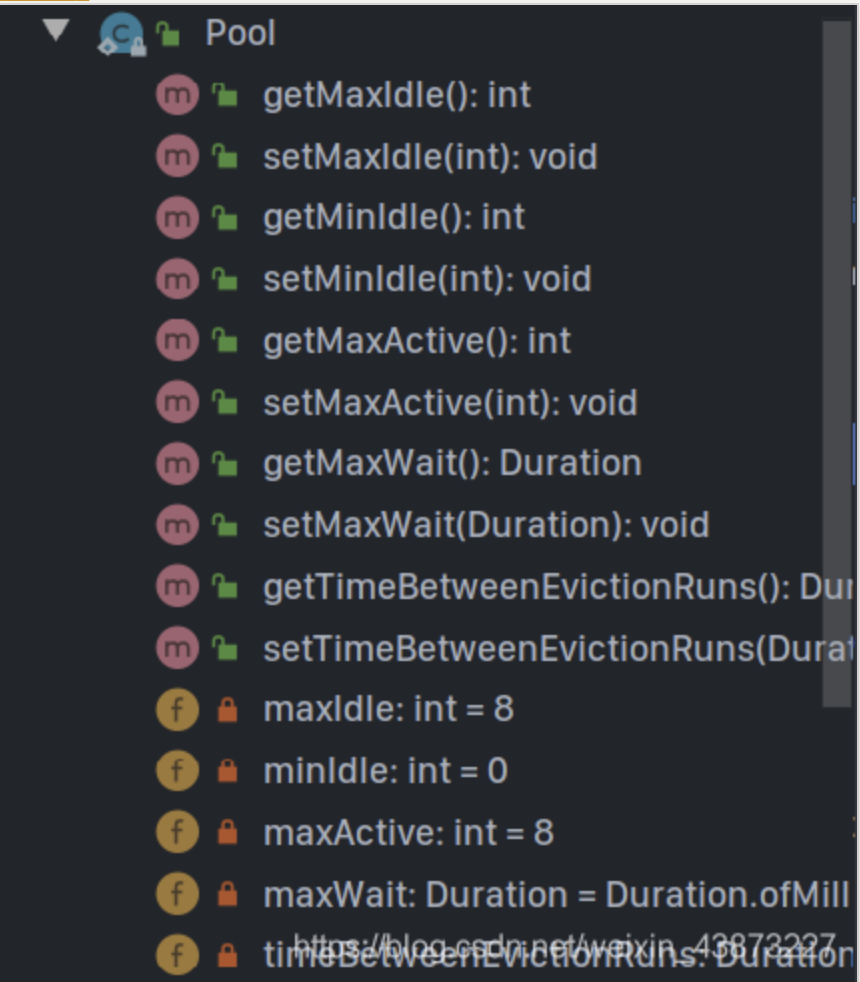 Pool
getMaxIdle(): int
setMaxIdle(int): void
getMinIdle(): int
setMinIdle(int): void
getMaxActive(): int
setMaxActive(int): void
getMaxWait(): Duration
setMaxWait(Duration): void
getTimeBetweenEvictionRuns(): Dur
setTimeBetweenEvictionRuns(Durat
maxIdle: int = 8
minIdle: int = 0
maxActive: int = 8
maxWait: Duration = Duration.ofMill
https://blog.csdn.net/weixin_43873227
timeBetweenEvictionRuns: Duration